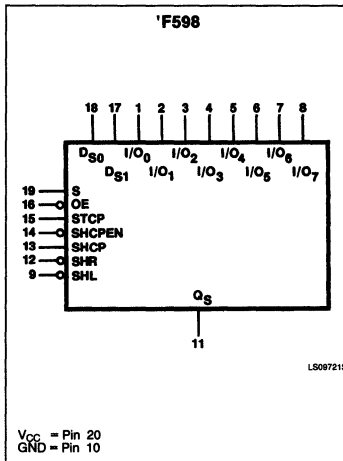 'F598
18 17 1 2 3 4 5 6 7 8
DS0 I/O0 I/O2 I/O4 I/O6
DS1 I/O1 I/O3 I/O5 I/O7
19 S
16 OE
15 STCP
14 SHCPEN
13 SHCP
12 SHR
9 SHL
QS
11
LS09721S
VCC = Pin 20
GND = Pin 10